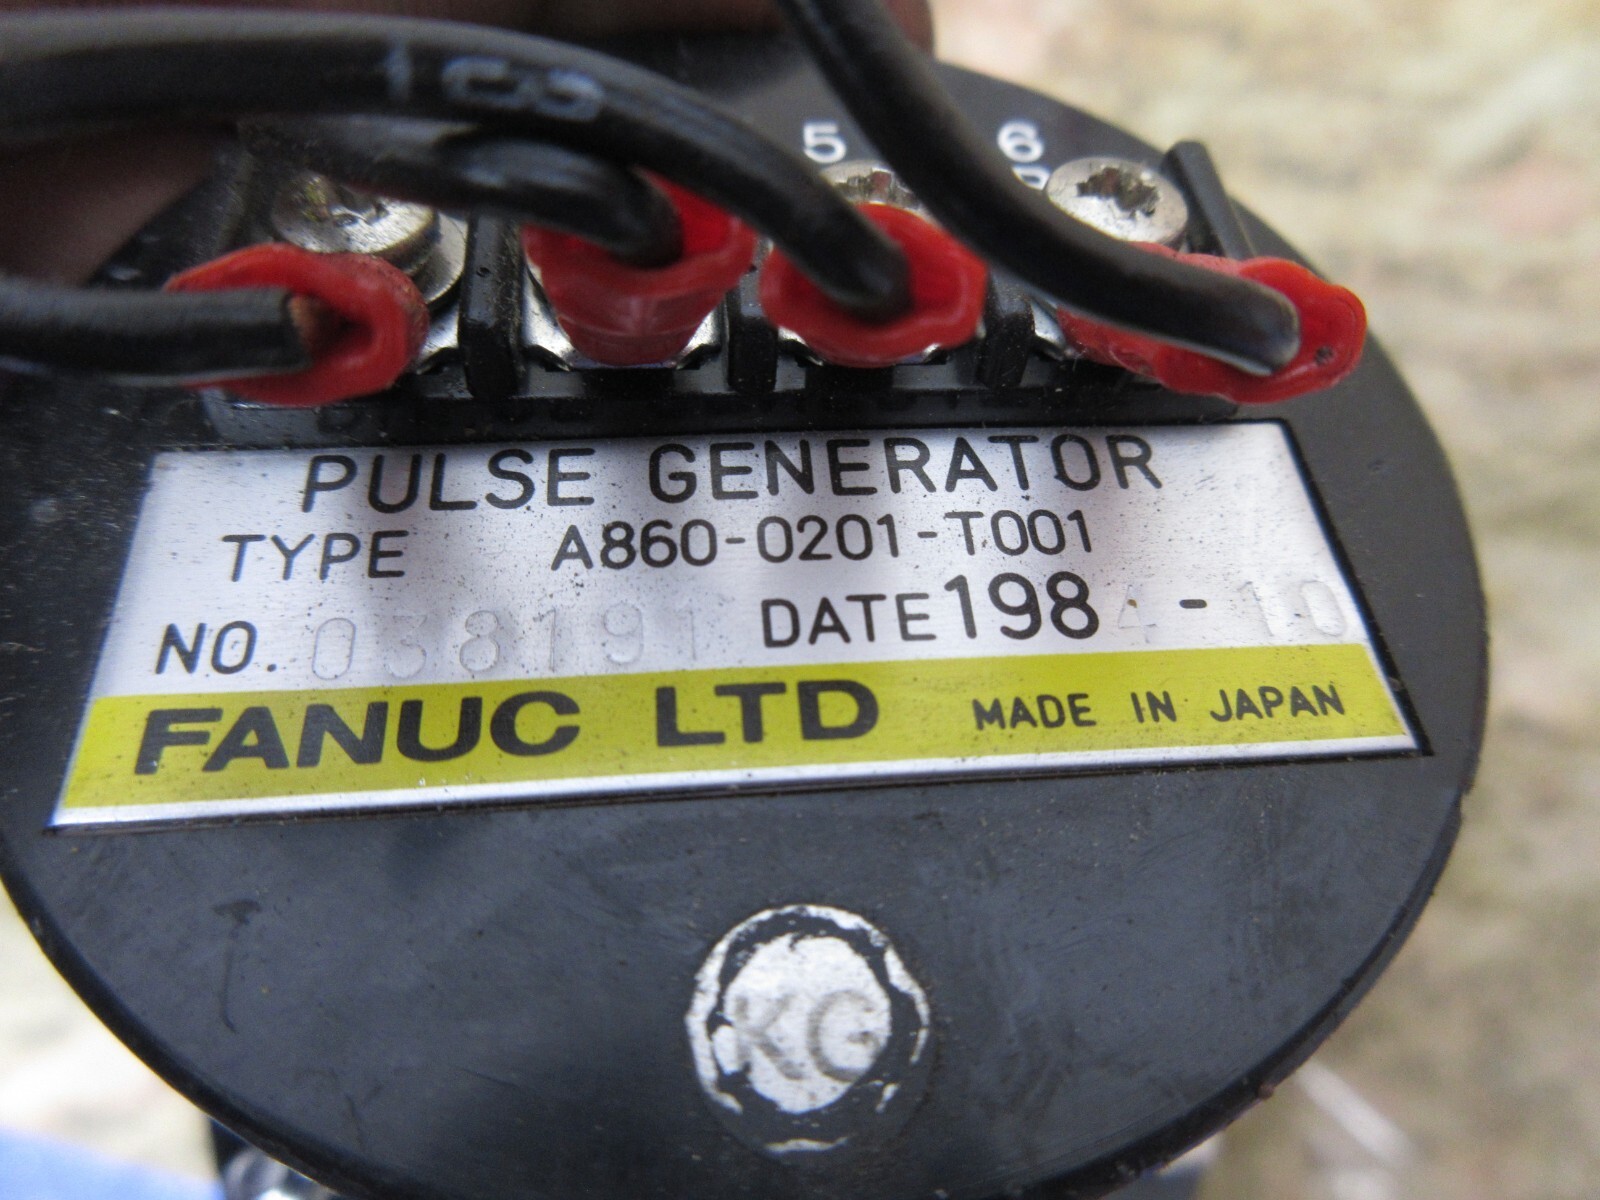 188
5
6
PULSE GENERATOR
TYPE A860-0201-T001
NO. 038191 DATE 1984-10
FANUC LTD MADE IN JAPAN
KG